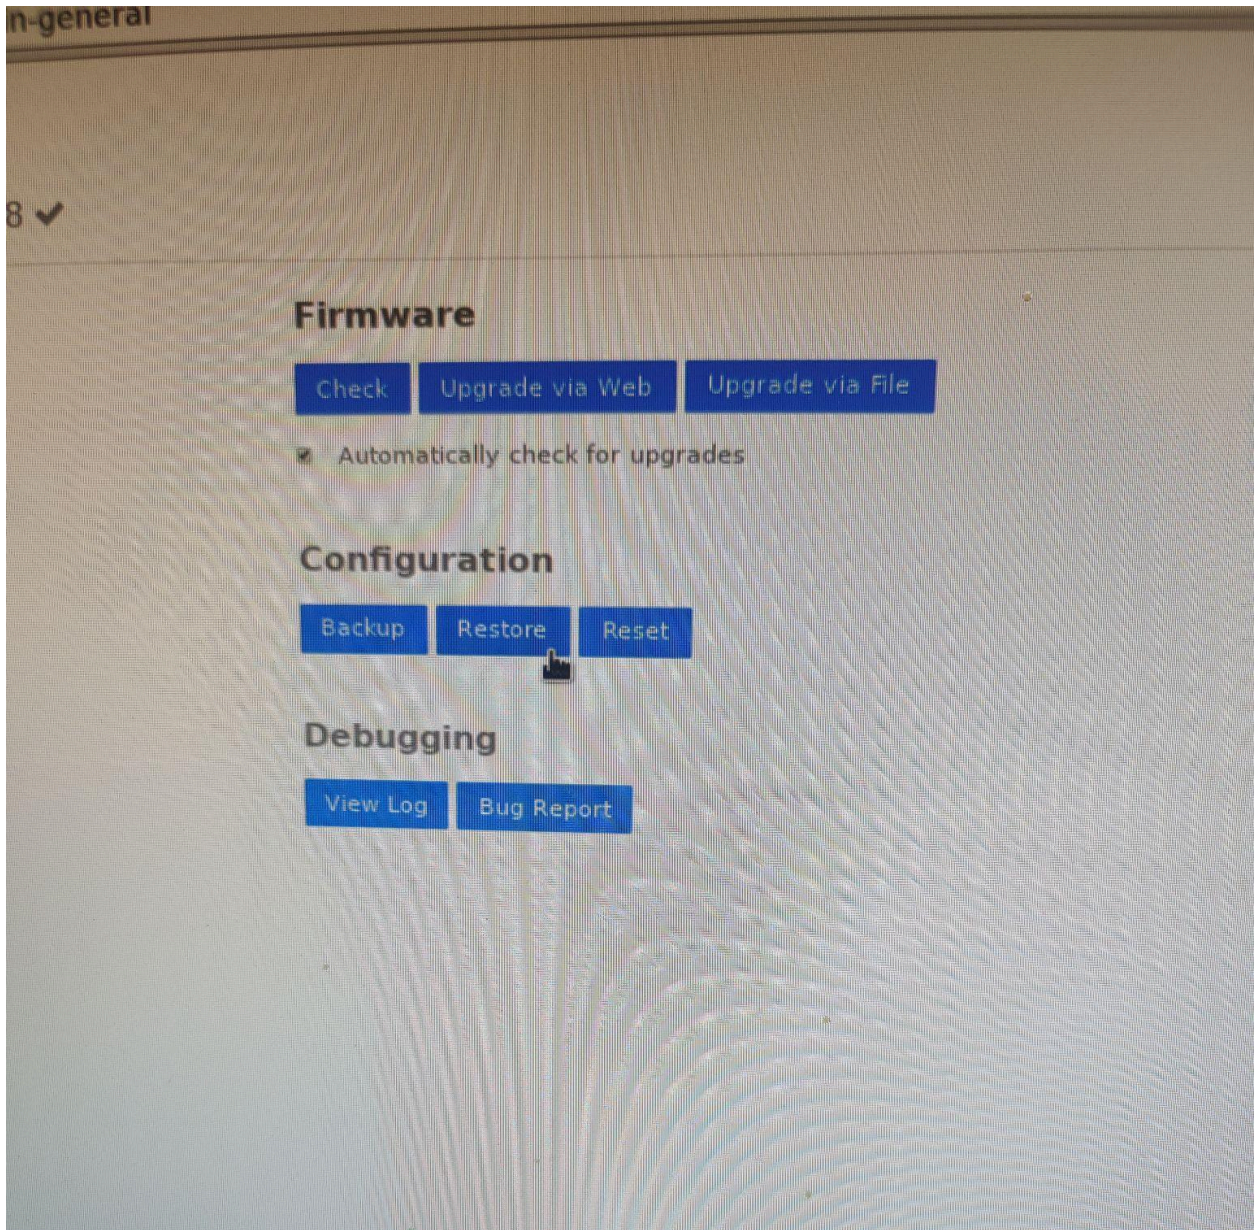 n-general
8
Firmware
Check Upgrade via Web Upgrade via File
Automatically check for upgrades
Configuration
Backup Restore Reset
Debugging
View Log Bug Report